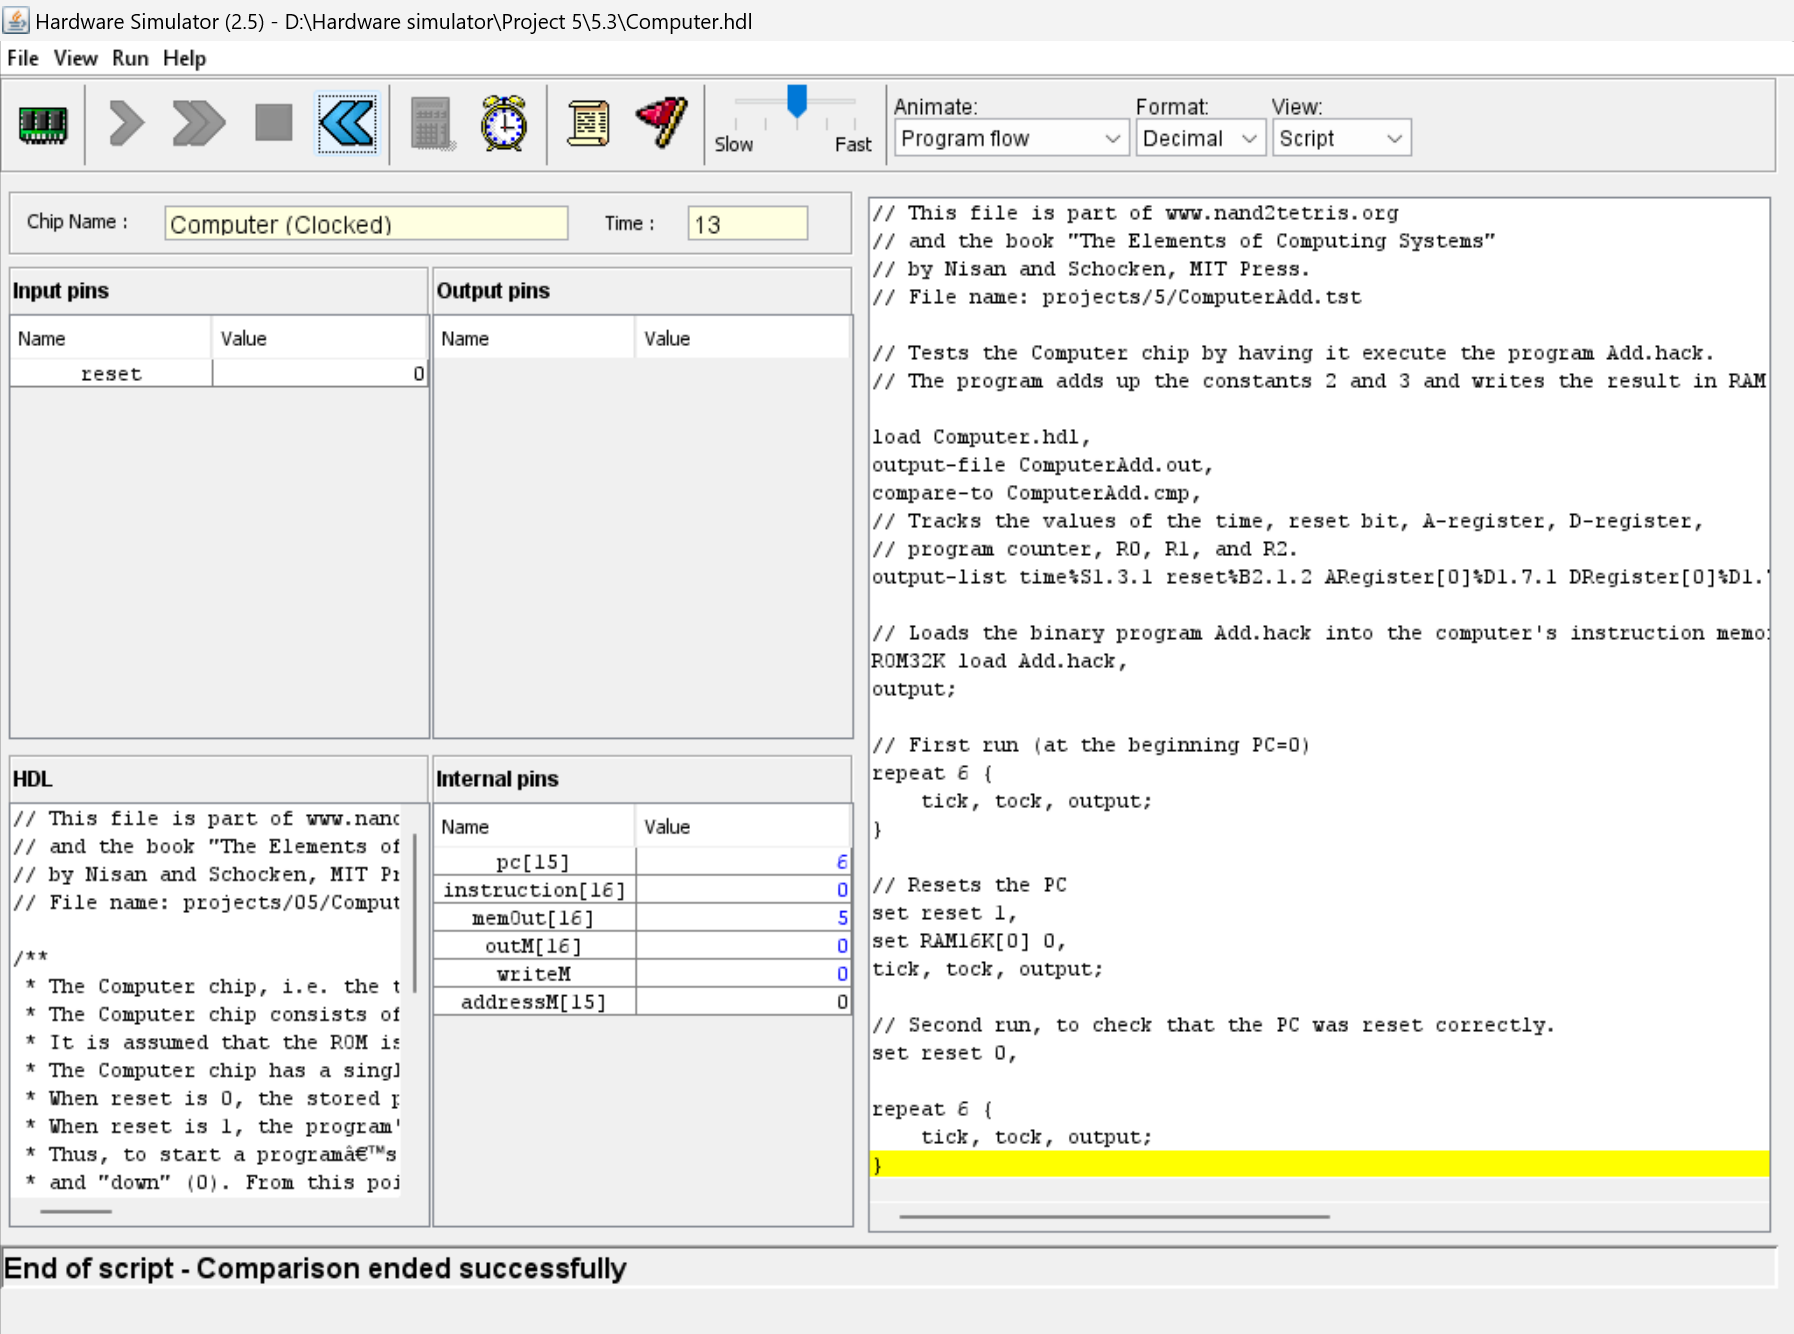 Hardware Simulator (2.5) - D:\Hardware simulator\Project 5\5.3\Computer.hdl
File View Run Help
Slow Fast
Animate: Format: View:
Program flow Decimal Script
Chip Name : Computer (Clocked) Time : 13
Input pins
Name Value
reset 0
Output pins
Name Value
HDL
// This file is part of www.nand
// and the book "The Elements of
// by Nisan and Schocken, MIT Pr
// File name: projects/05/Comput
/**
* The Computer chip, i.e. the t
* The Computer chip consists of
* It is assumed that the ROM is
* The Computer chip has a singl
* When reset is 0, the stored p
* When reset is 1, the program'
* Thus, to start a programâ€™s
* and "down" (0). From this poi
Internal pins
Name Value
pc[15] 6
instruction[16] 0
memOut[16] 5
outM[16] 0
writeM 0
addressM[15] 0
// This file is part of www.nand2tetris.org
// and the book "The Elements of Computing Systems"
// by Nisan and Schocken, MIT Press.
// File name: projects/5/ComputerAdd.tst
// Tests the Computer chip by having it execute the program Add.hack.
// The program adds up the constants 2 and 3 and writes the result in RAM
load Computer.hdl,
output-file ComputerAdd.out,
compare-to ComputerAdd.cmp,
// Tracks the values of the time, reset bit, A-register, D-register,
// program counter, R0, R1, and R2.
output-list time%S1.3.1 reset%B2.1.2 ARegister[0]%D1.7.1 DRegister[0]%D1.
// Loads the binary program Add.hack into the computer's instruction memo
ROM32K load Add.hack,
output;
// First run (at the beginning PC=0)
repeat 6 {
tick, tock, output;
}
// Resets the PC
set reset 1,
set RAM16K[0] 0,
tick, tock, output;
// Second run, to check that the PC was reset correctly.
set reset 0,
repeat 6 {
tick, tock, output;
}
End of script - Comparison ended successfully